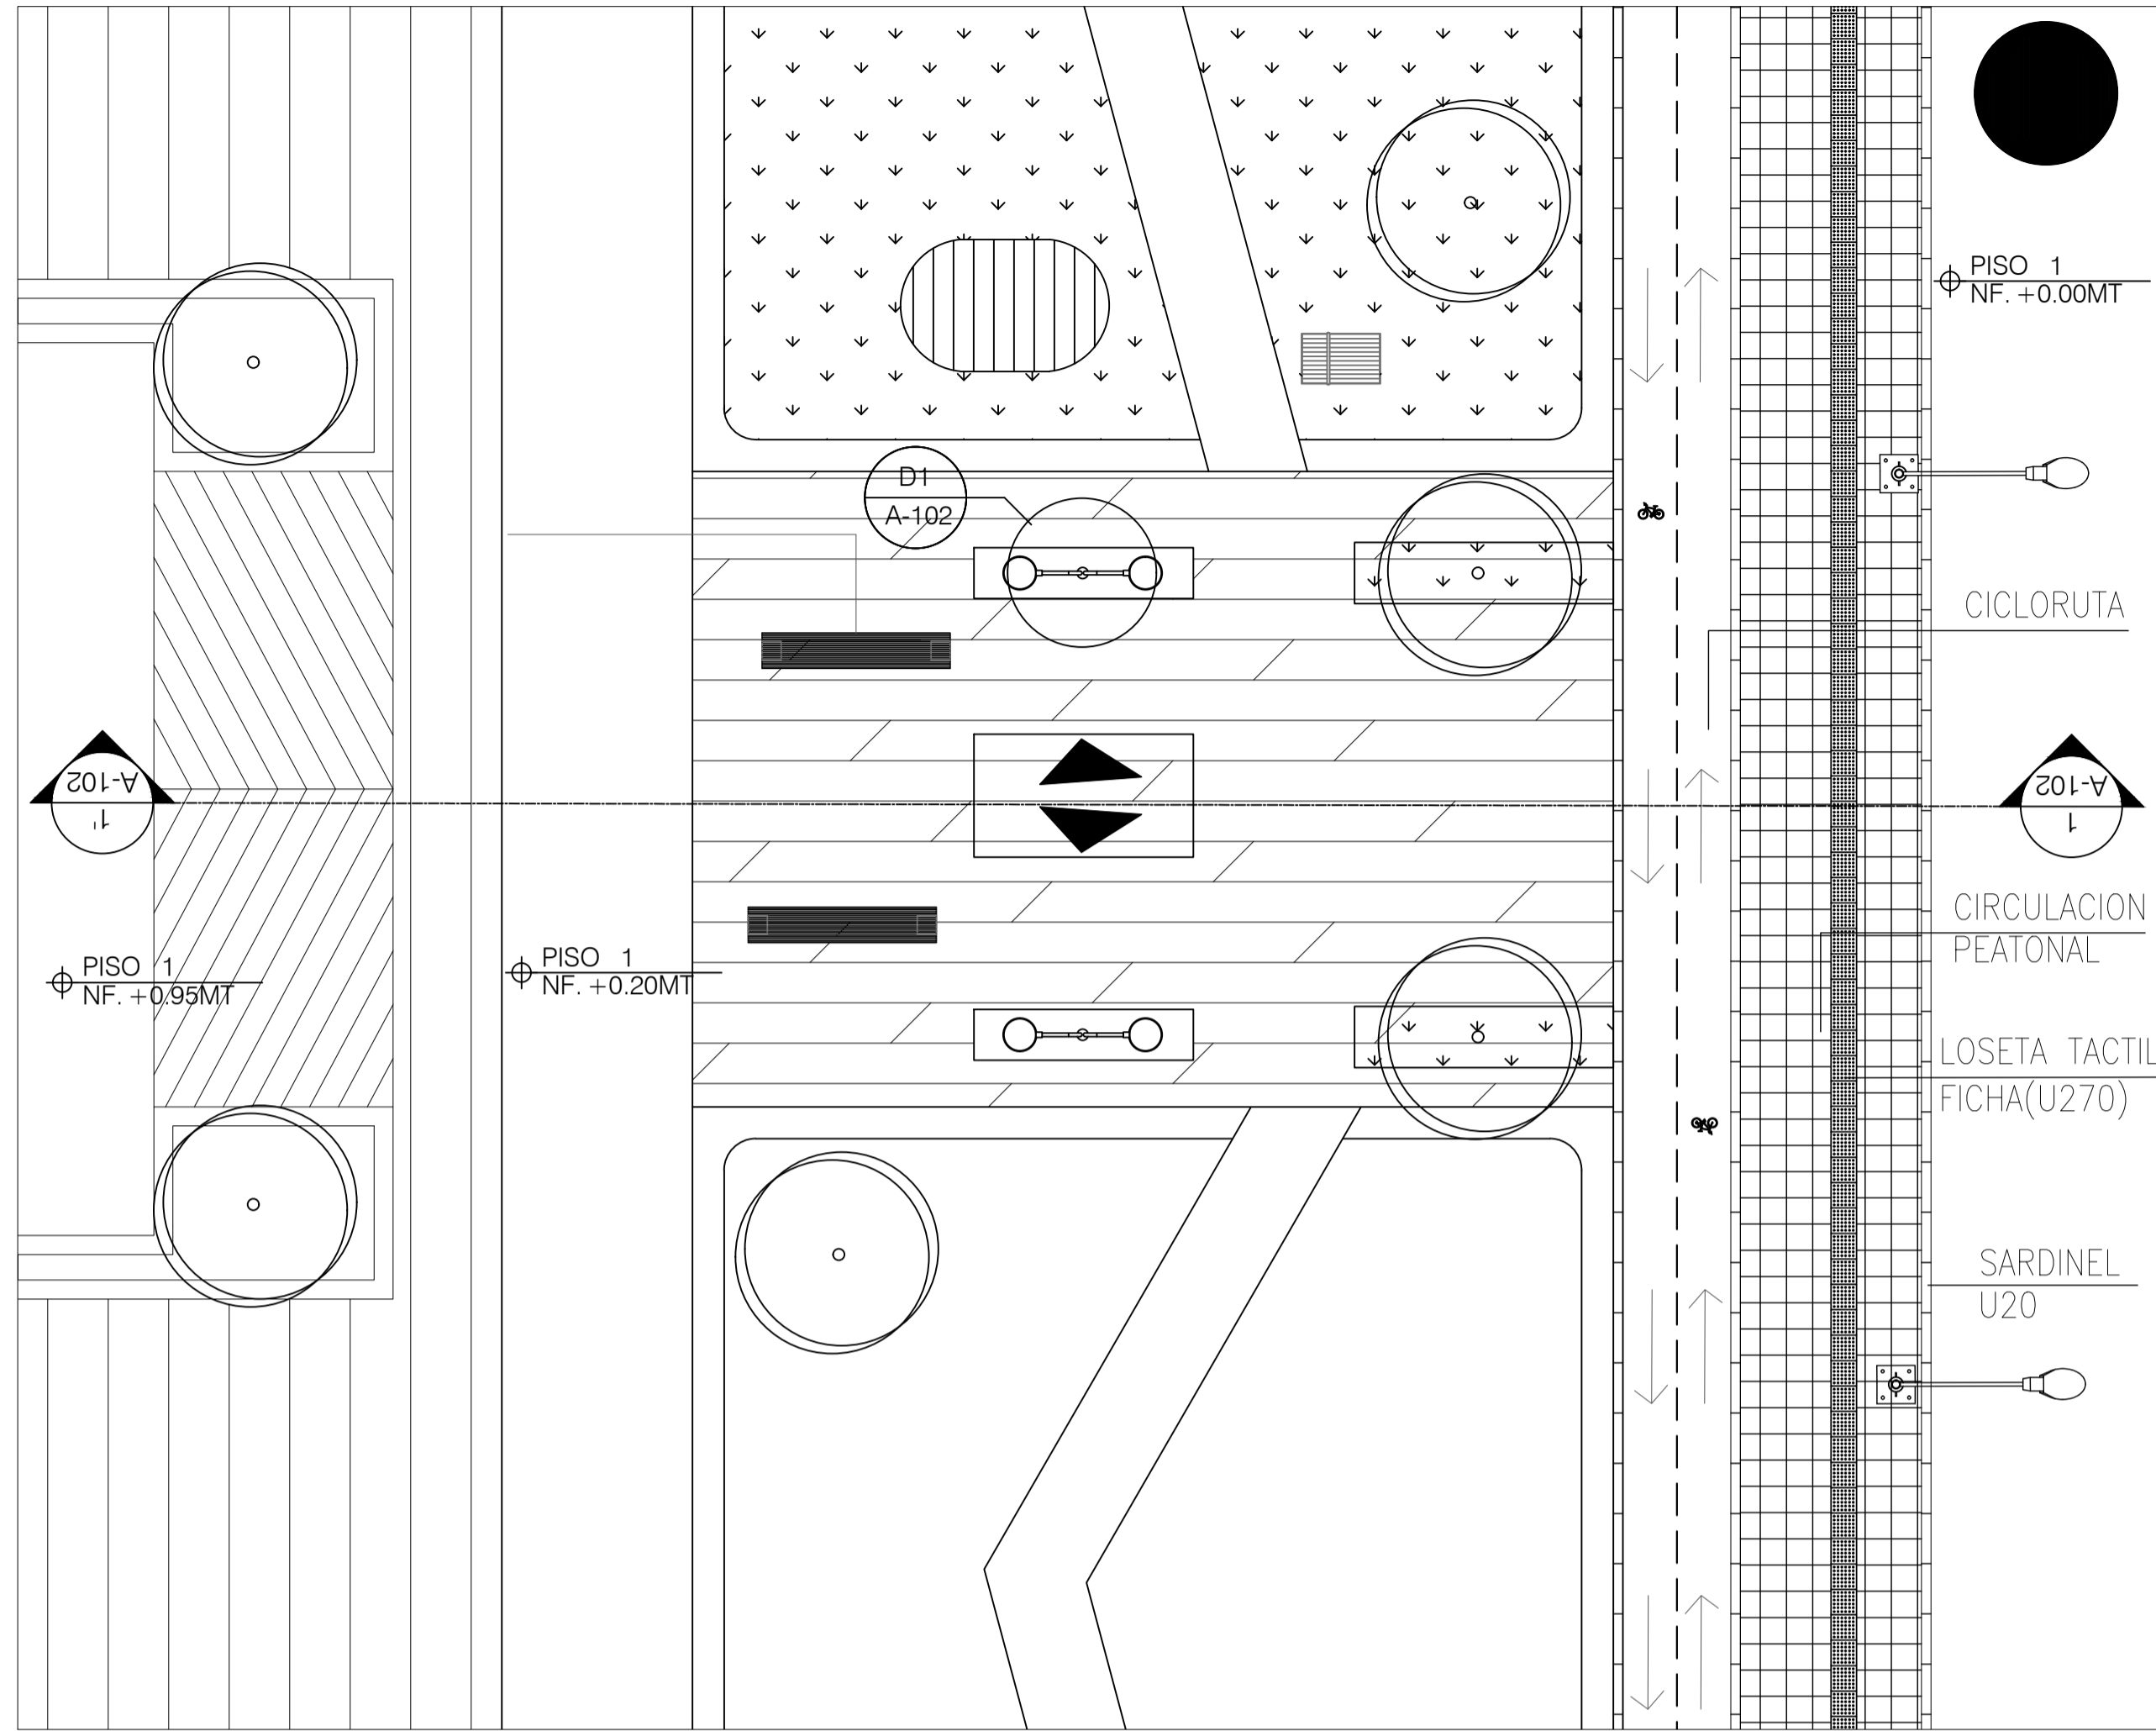 PISO 1
NF. +0.00MT
D1
A-102
CICLORUTA
A-102
1'
A-102
1
CIRCULACION
PEATONAL
PISO 1
NF. +0.95MT
PISO 1
NF. +0.20MT
LOSETA TACTIL
FICHA(U270)
SARDINEL
U20